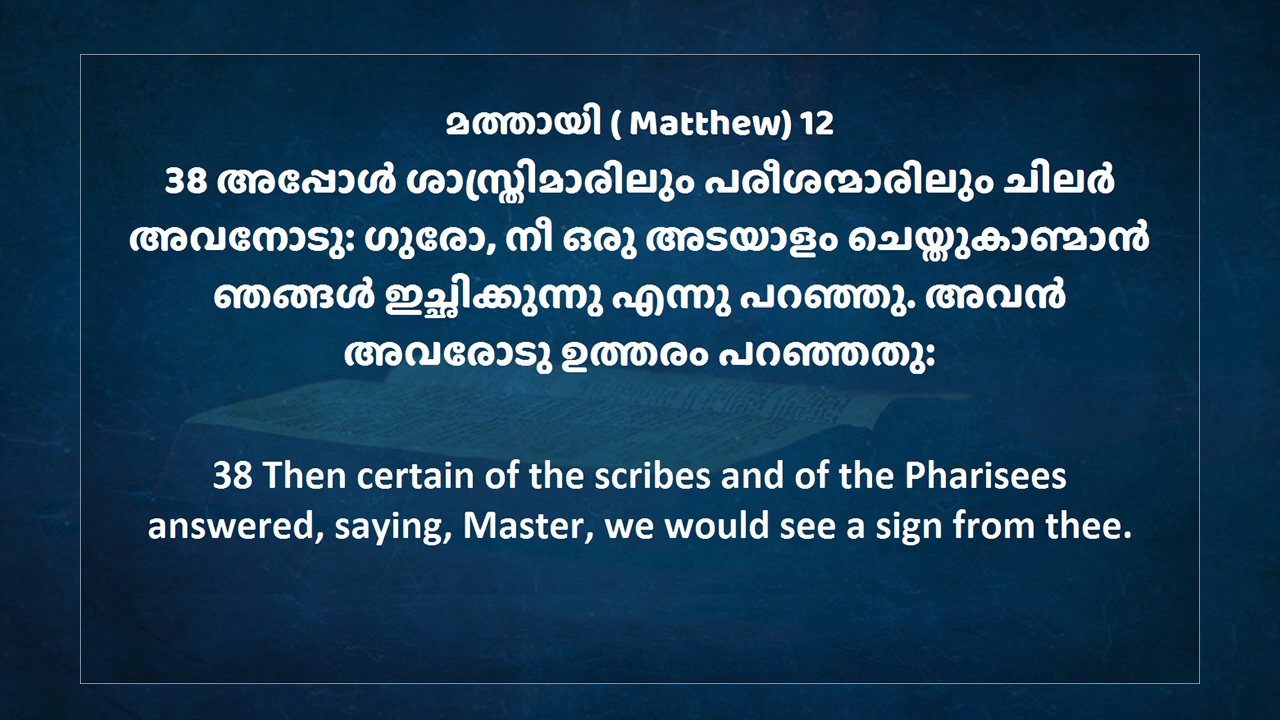 മത്തായി ( Matthew) 12
38 അപ്പോൾ ശാസ്ത്രിമാരിലും പരീശന്മാരിലും ചിലർ
അവനോടു: ഗുരോ, നീ ഒരു അടയാളം ചെയ്തുകാണ്മാൻ
ഞങ്ങൾ ഇച്ഛിക്കുന്നു എന്നു പറഞ്ഞു. അവൻ
അവരോടു ഉത്തരം പറഞ്ഞതു:
38 Then certain of the scribes and of the Pharisees
answered, saying, Master, we would see a sign from thee.